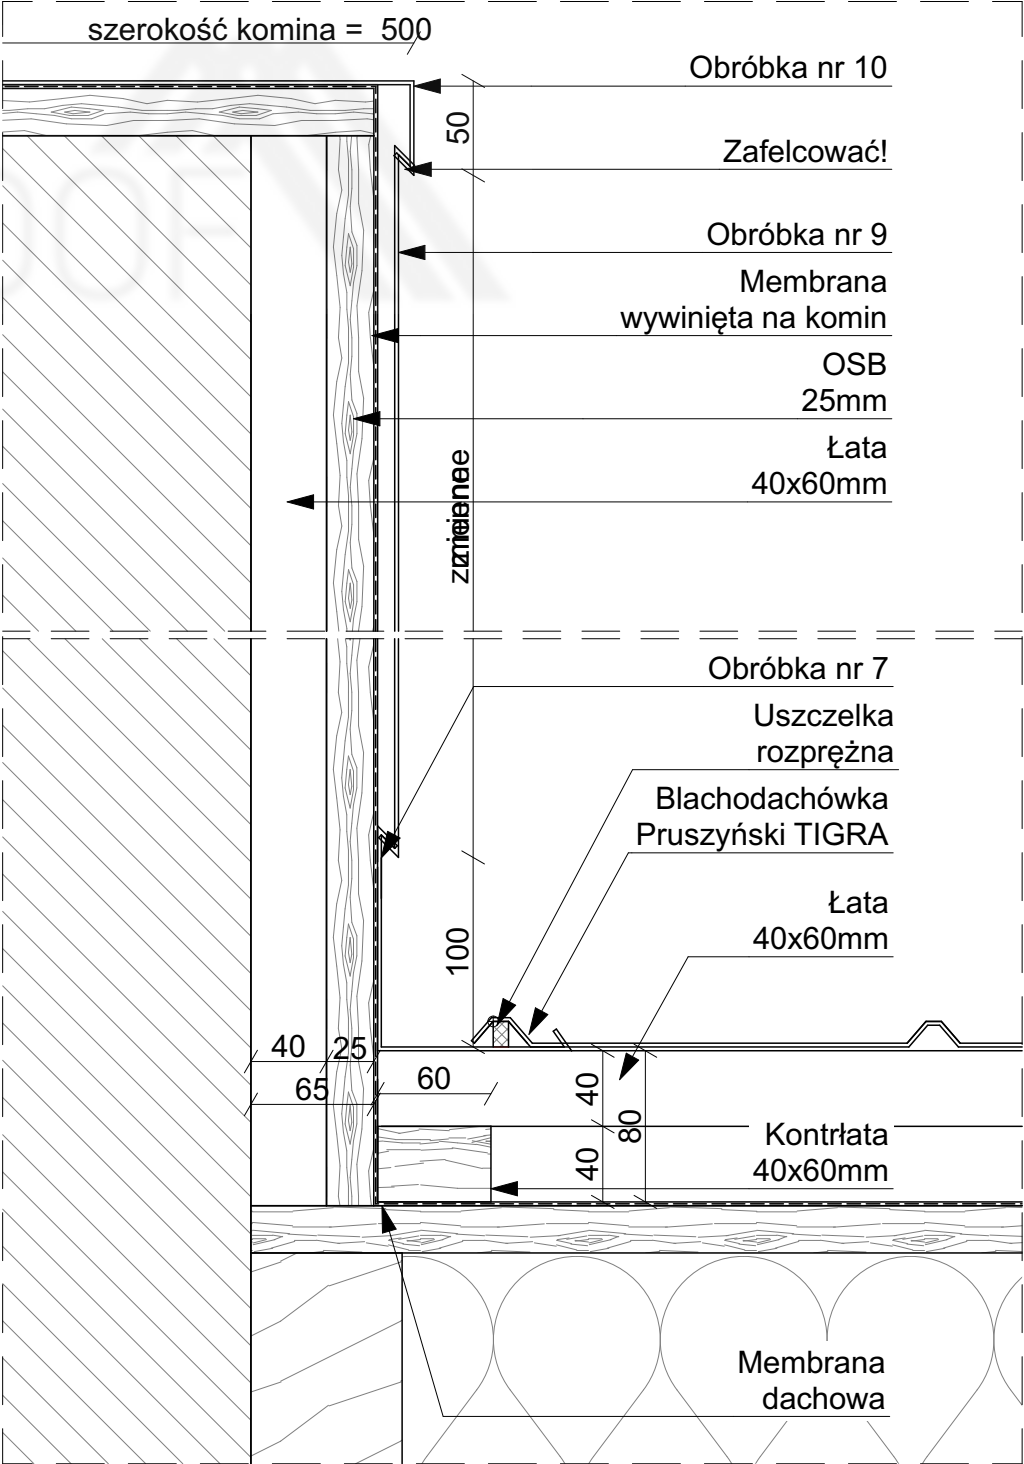 szerokość komina = 500
Obróbka nr 10
50
Zafelcować!
Obróbka nr 9
Membrana
wywinięta na komin
OSB
25mm
Łata
40x60mm
zmienne
Obróbka nr 7
Uszczelka
rozprężna
Blachodachówka
Pruszyński TIGRA
Łata
40x60mm
100
40
25
65
60
40
80
40
Kontrłata
40x60mm
Membrana
dachowa